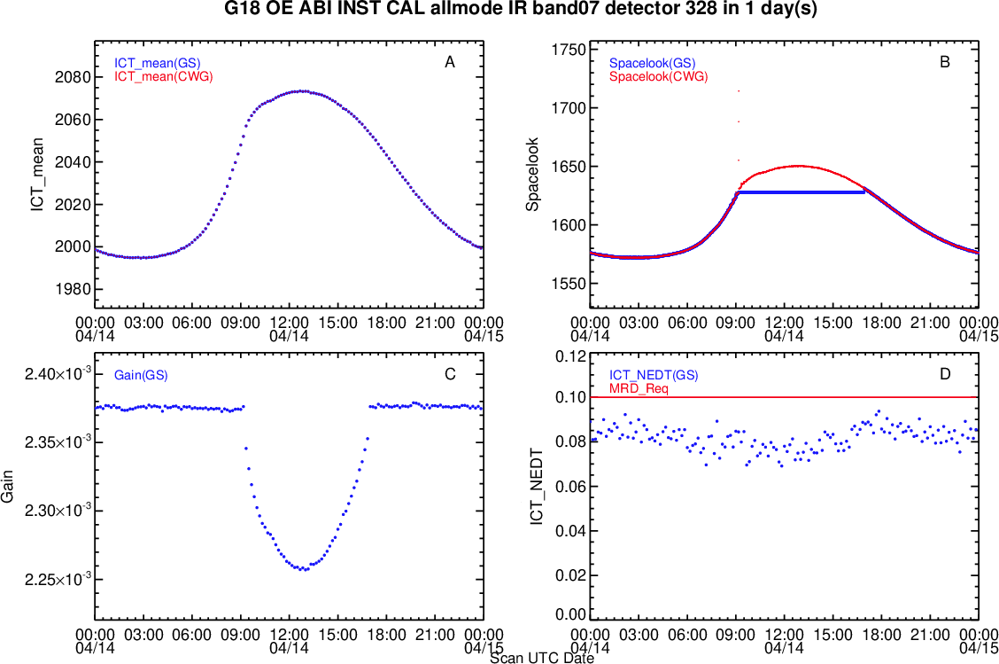 G18 OE ABI INST CAL allmode IR band07 detector 328 in 1 day(s)
ICT_mean(GS)
ICT_mean(CWG)
A
2080
2060
2040
2020
2000
1980
ICT_mean
00:00 03:00 06:00 09:00 12:00 15:00 18:00 21:00 00:00
04/14 04/14 04/15
Spacelook(GS)
Spacelook(CWG)
B
1750
1700
1650
1600
1550
Spacelook
00:00 03:00 06:00 09:00 12:00 15:00 18:00 21:00 00:00
04/14 04/14 04/15
Gain(GS)
C
2.40×10⁻³
2.35×10⁻³
2.30×10⁻³
2.25×10⁻³
Gain
00:00 03:00 06:00 09:00 12:00 15:00 18:00 21:00 00:00
04/14 04/14 04/15
ICT_NEDT(GS)
MRD_Req
D
0.12
0.10
0.08
0.06
0.04
0.02
0.00
ICT_NEDT
00:00 03:00 06:00 09:00 12:00 15:00 18:00 21:00 00:00
04/14 04/14 04/15
Scan UTC Date